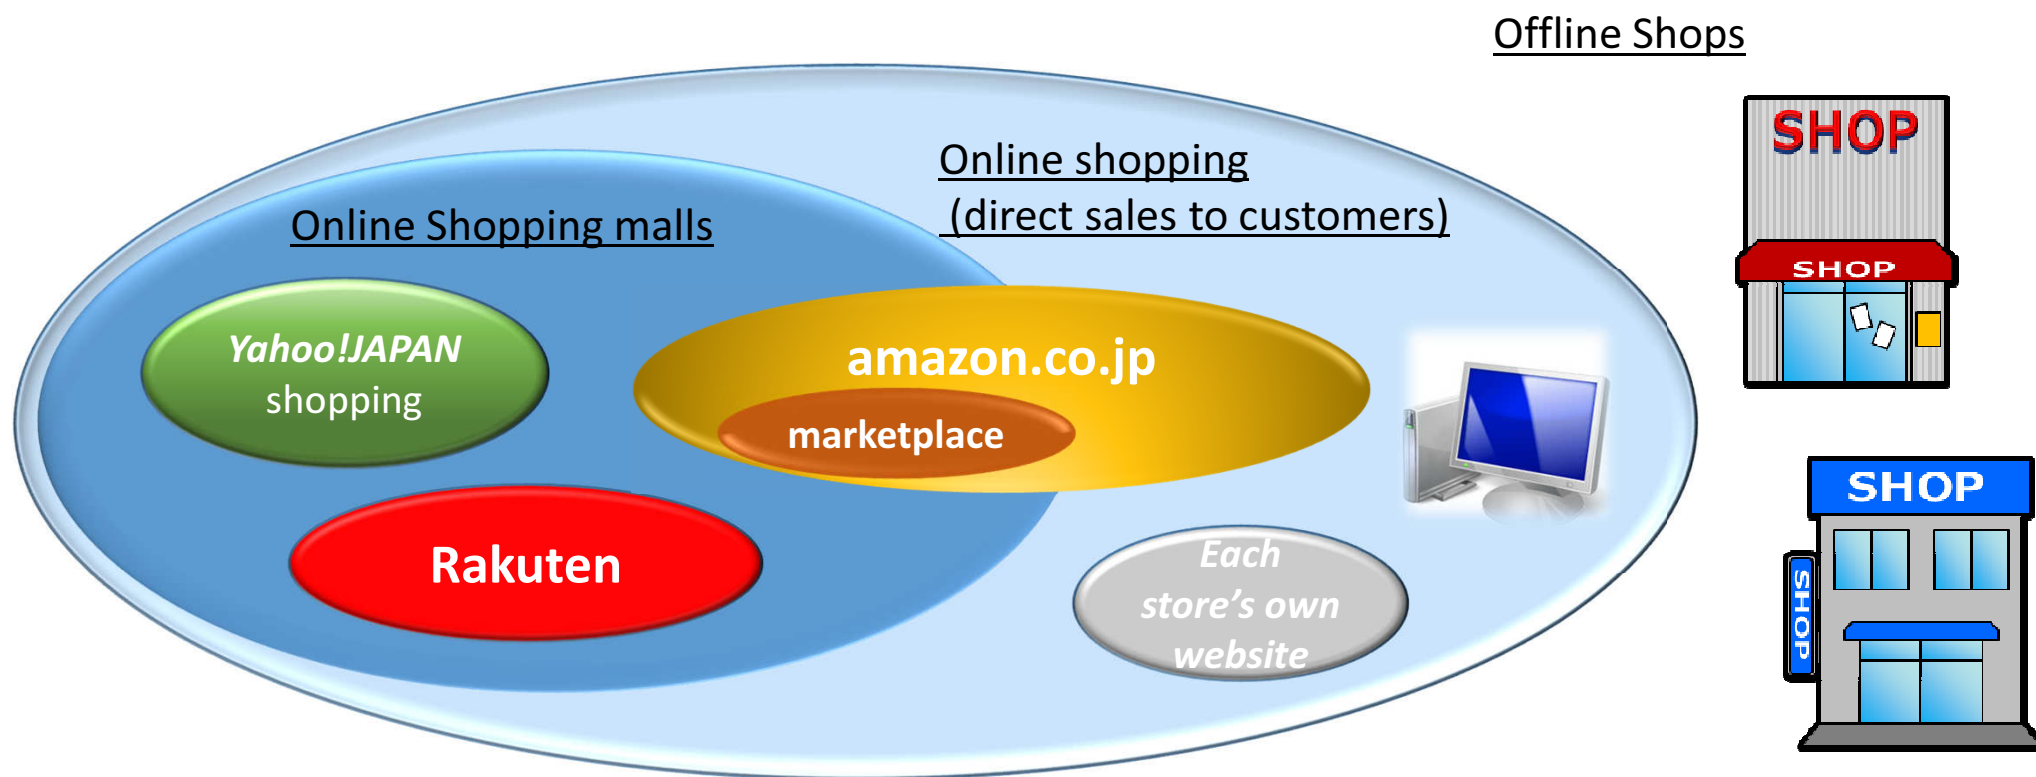 Offline Shops
Online shopping
(direct sales to customers)
Online Shopping malls
Yahoo!JAPAN
shopping
amazon.co.jp
marketplace
Rakuten
Each
store’s own
website
SHOP
SHOP
SHOP
SHOP